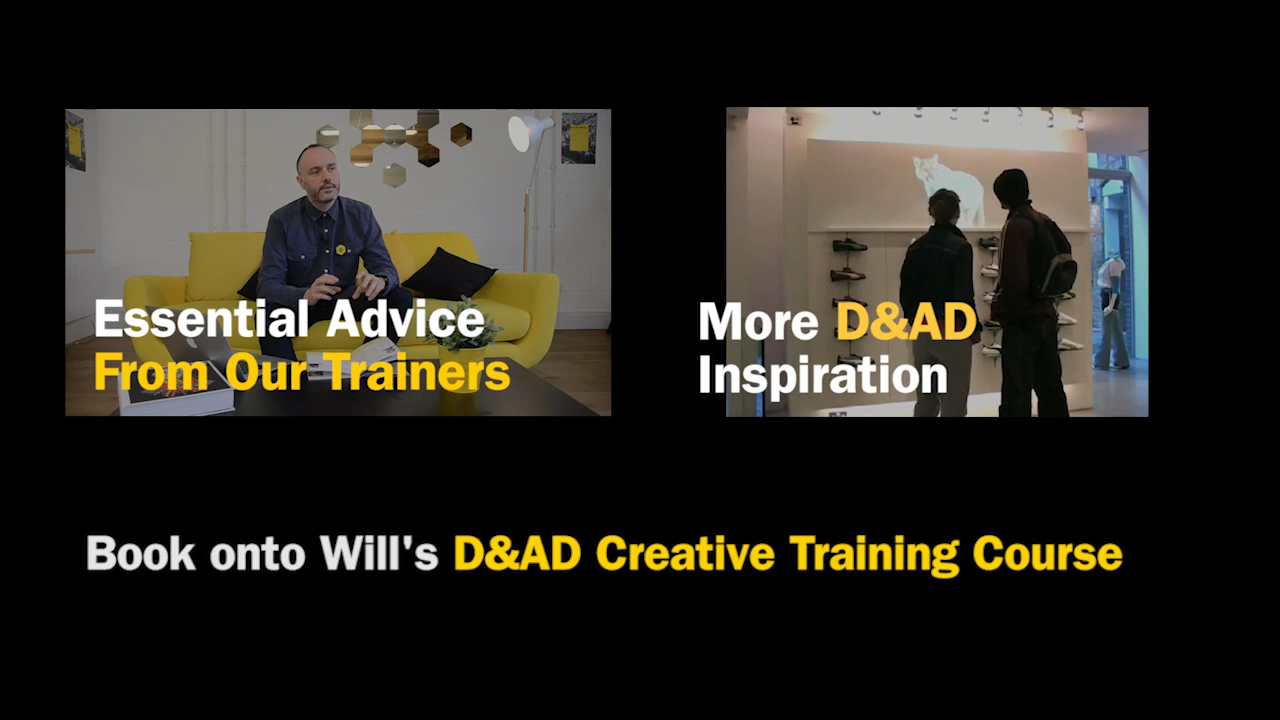 Essential Advice
From Our Trainers
More D&AD
Inspiration
Book onto Will's D&AD Creative Training Course